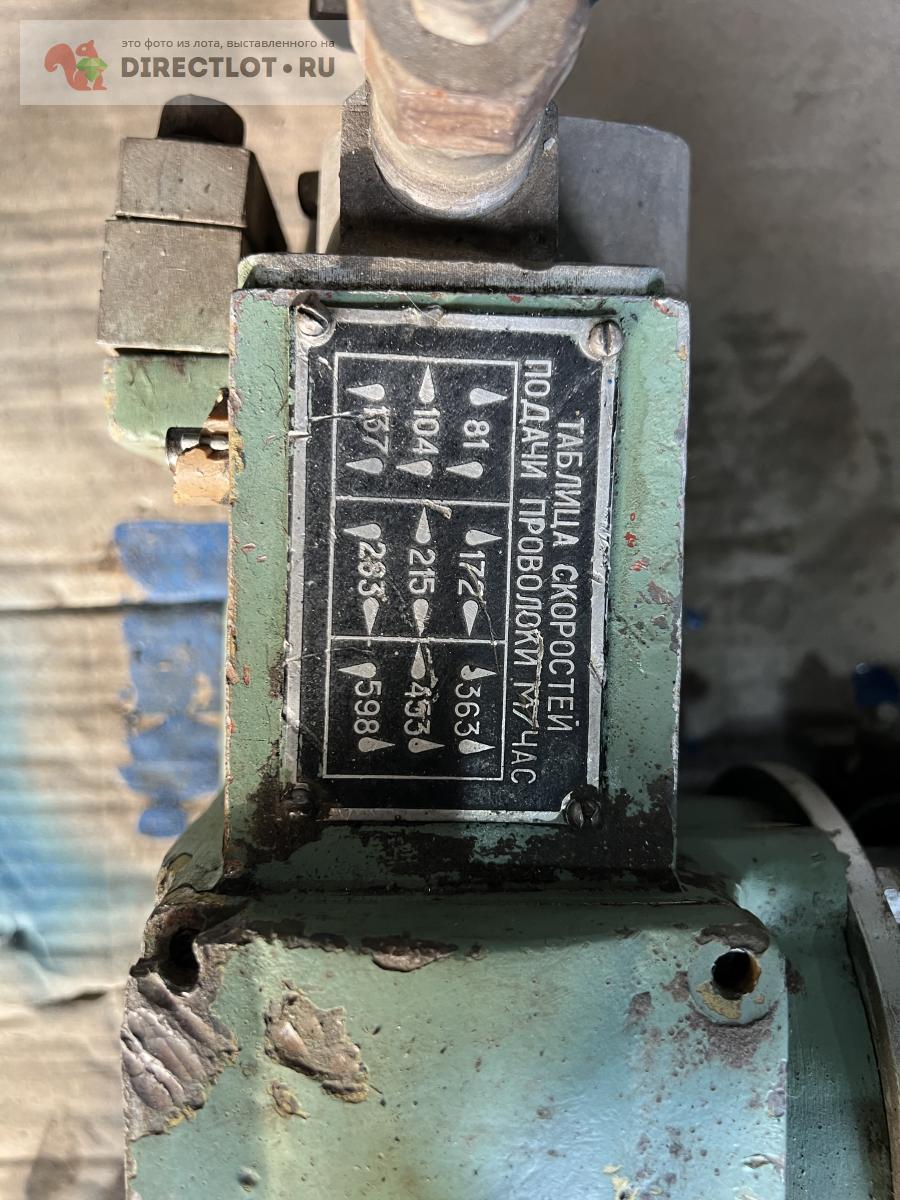 это фото из лота, выставленного на
DIRECTLOT•RU
ТАБЛИЦА СКОРОСТЕЙ
ПОДАЧИ ПРОВОЛОКИ М/ЧАС
81 172 363
104 215 453
137 283 598